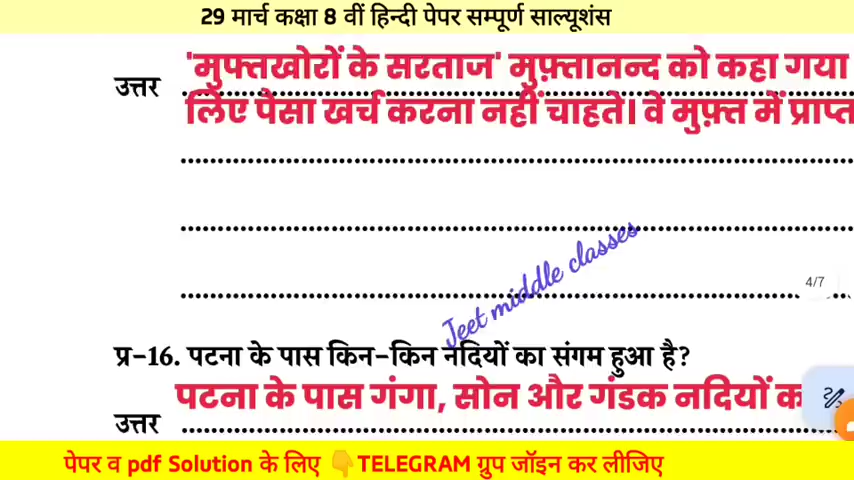 29 मार्च कक्षा 8 वीं हिन्दी पेपर सम्पूर्ण साल्यूशंस
'मुफ्तखोरों के सरताज' मुफ़्तानन्द को कहा गया
उत्तर
लिए पैसा खर्च करना नहीं चाहते। वे मुफ़्त में प्राप्त
Jeet middle classes
4/7
प्र-16. पटना के पास किन-किन नदियों का संगम हुआ है?
पटना के पास गंगा, सोन और गंडक नदियों क
उत्तर
पेपर व pdf Solution के लिए 👇TELEGRAM ग्रुप जॉइन कर लीजिए